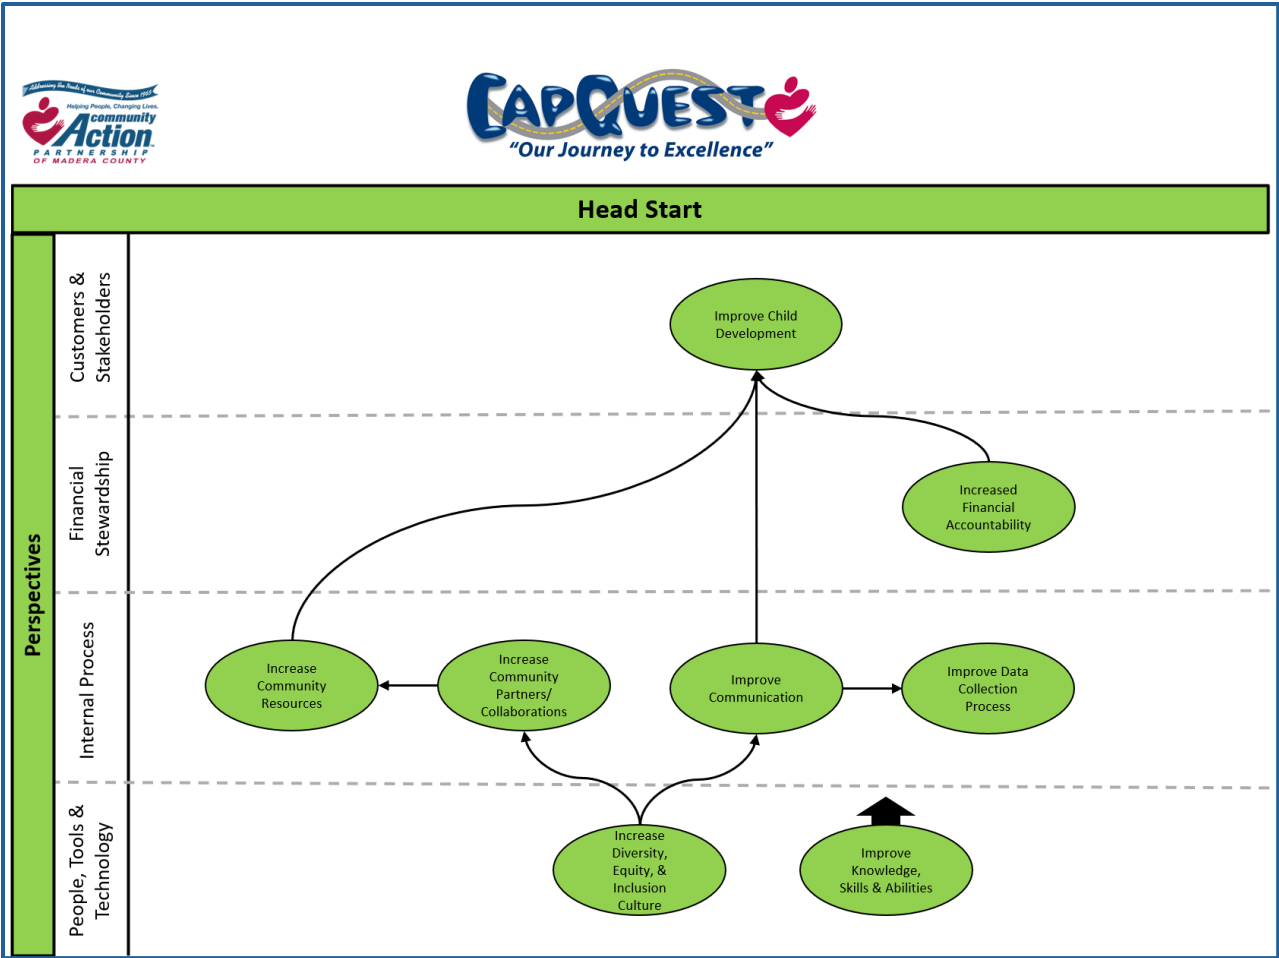 Addressing the Needs of our Community Since 1965
Helping People, Changing Lives.
community
Action
PARTNERSHIP
OF MADERA COUNTY
CAPQUEST
“Our Journey to Excellence”
Head Start
Perspectives
Customers &
Stakeholders
Improve Child
Development
Financial
Stewardship
Increased
Financial
Accountability
Internal Process
Increase
Community
Resources
Increase
Community
Partners/
Collaborations
Improve
Communication
Improve Data
Collection
Process
People, Tools &
Technology
Increase
Diversity,
Equity, &
Inclusion
Culture
Improve
Knowledge,
Skills & Abilities